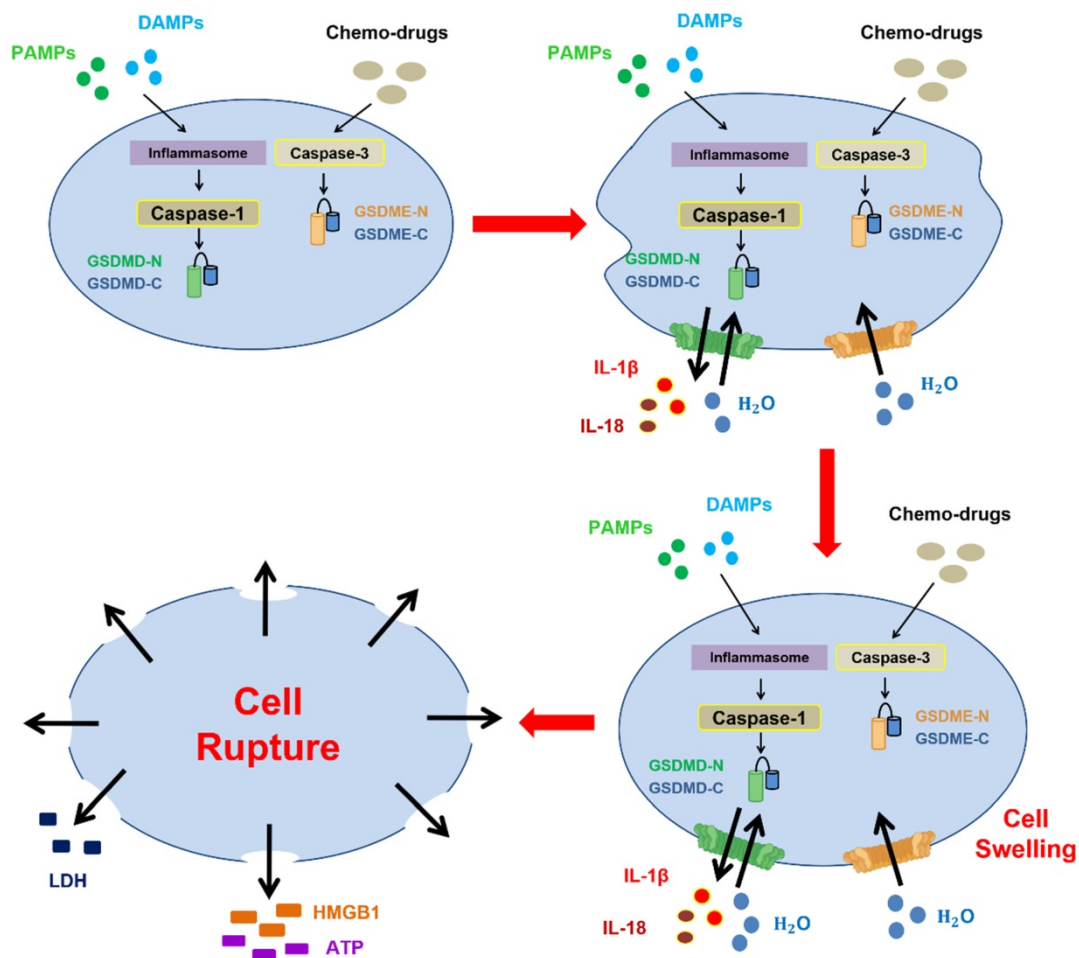 DAMPs
PAMPs
Chemo-drugs
Inflammasome
Caspase-3
Caspase-1
GSDME-N
GSDME-C
GSDMD-N
GSDMD-C
DAMPs
PAMPs
Chemo-drugs
Inflammasome
Caspase-3
Caspase-1
GSDME-N
GSDME-C
GSDMD-N
GSDMD-C
IL-1β
IL-18
H₂O
H₂O
DAMPs
PAMPs
Chemo-drugs
Inflammasome
Caspase-3
Caspase-1
GSDME-N
GSDME-C
GSDMD-N
GSDMD-C
Cell
Swelling
IL-1β
IL-18
H₂O
H₂O
Cell
Rupture
LDH
HMGB1
ATP